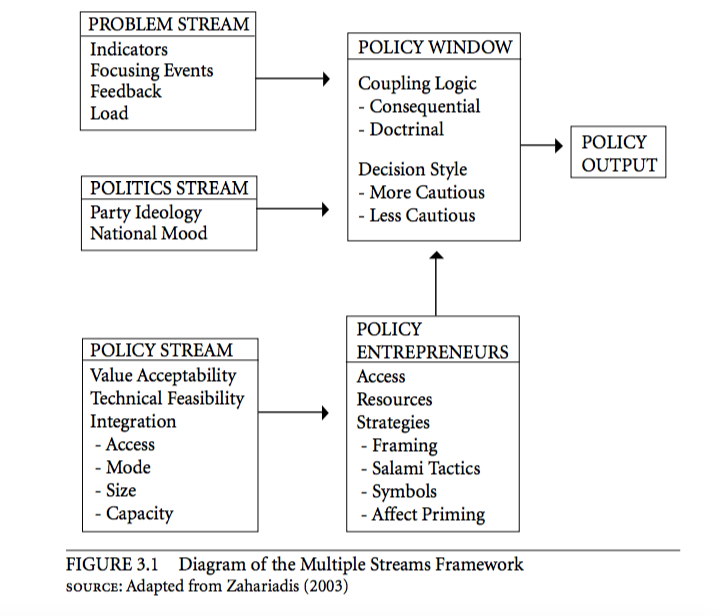 PROBLEM STREAM
Indicators
Focusing Events
Feedback
Load
POLITICS STREAM
Party Ideology
National Mood
POLICY STREAM
Value Acceptability
Technical Feasibility
Integration
- Access
- Mode
- Size
- Capacity
POLICY WINDOW
Coupling Logic
- Consequential
- Doctrinal
Decision Style
- More Cautious
- Less Cautious
POLICY
ENTREPRENEURS
Access
Resources
Strategies
- Framing
- Salami Tactics
- Symbols
- Affect Priming
POLICY
OUTPUT
FIGURE 3.1 Diagram of the Multiple Streams Framework
SOURCE: Adapted from Zahariadis (2003)